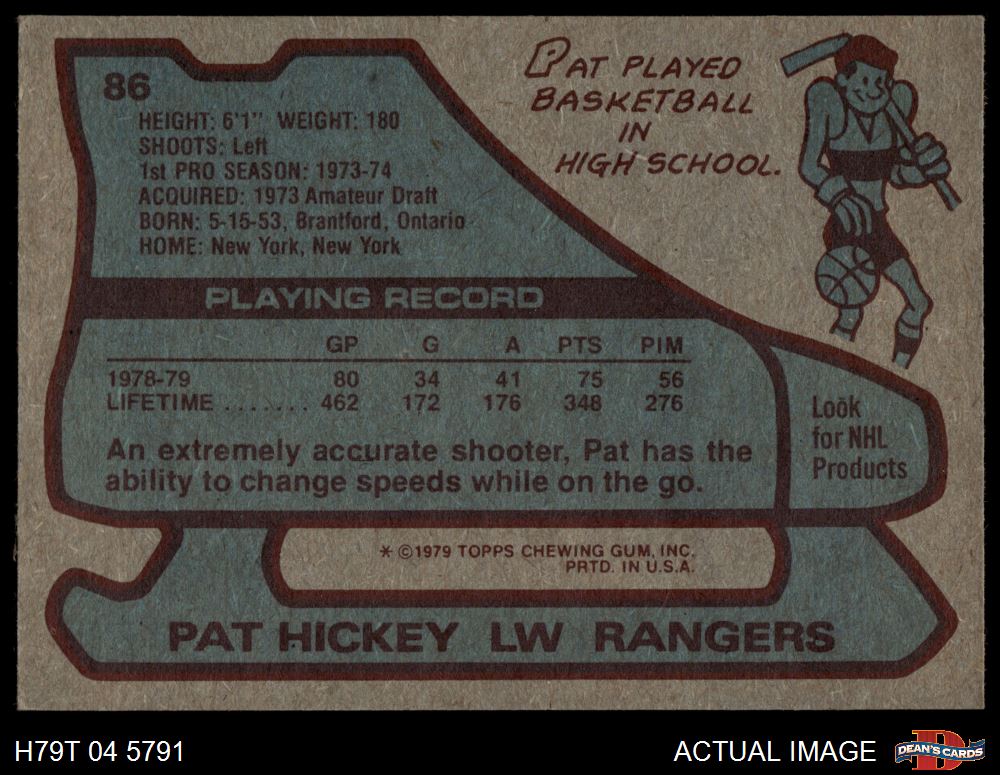 86
HEIGHT: 6'1" WEIGHT: 180
SHOOTS: Left
1st PRO SEASON: 1973-74
ACQUIRED: 1973 Amateur Draft
BORN: 5-15-53, Brantford, Ontario
HOME: New York, New York
PAT PLAYED
BASKETBALL
IN
HIGH SCHOOL.
PLAYING RECORD
GP G A PTS PIM
1978-79 80 34 41 75 56
LIFETIME ....... 462 172 176 348 276
An extremely accurate shooter, Pat has the
ability to change speeds while on the go.
Look
for NHL
Products
* ©1979 TOPPS CHEWING GUM, INC.
PRTD. IN U.S.A.
PAT HICKEY LW RANGERS
H79T 04 5791
ACTUAL IMAGE
D
DEAN'S CARDS